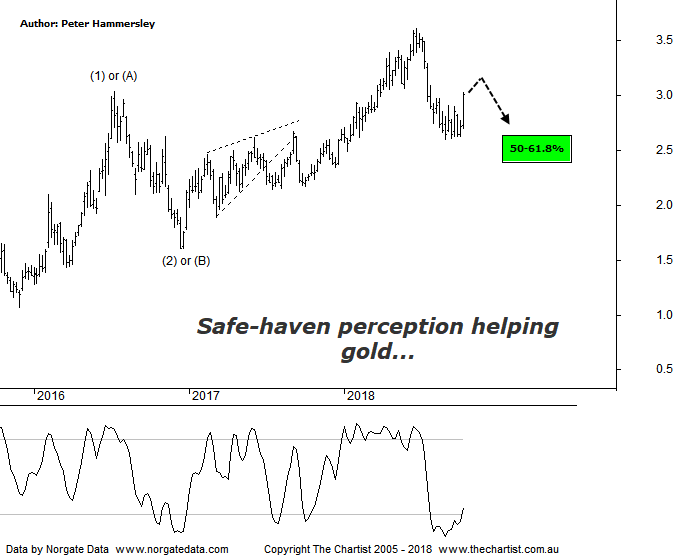 Author: Peter Hammersley
(1) or (A)
3.5
3.0
50-61.8%
2.5
2.0
(2) or (B)
1.5
Safe-haven perception helping
gold...
1.0
0.5
2016 2017 2018
Data by Norgate Data www.norgatedata.com Copyright The Chartist 2005 - 2018 www.thechartist.com.au